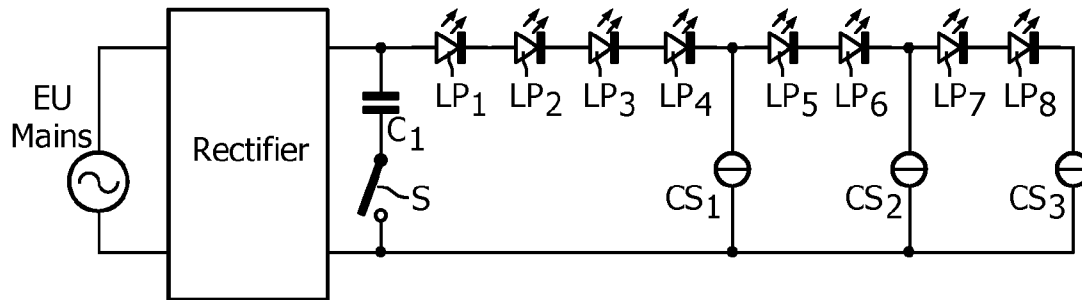 EU
Mains
Rectifier
C1
S
LP1
LP2
LP3
LP4
LP5
LP6
LP7
LP8
CS1
CS2
CS3